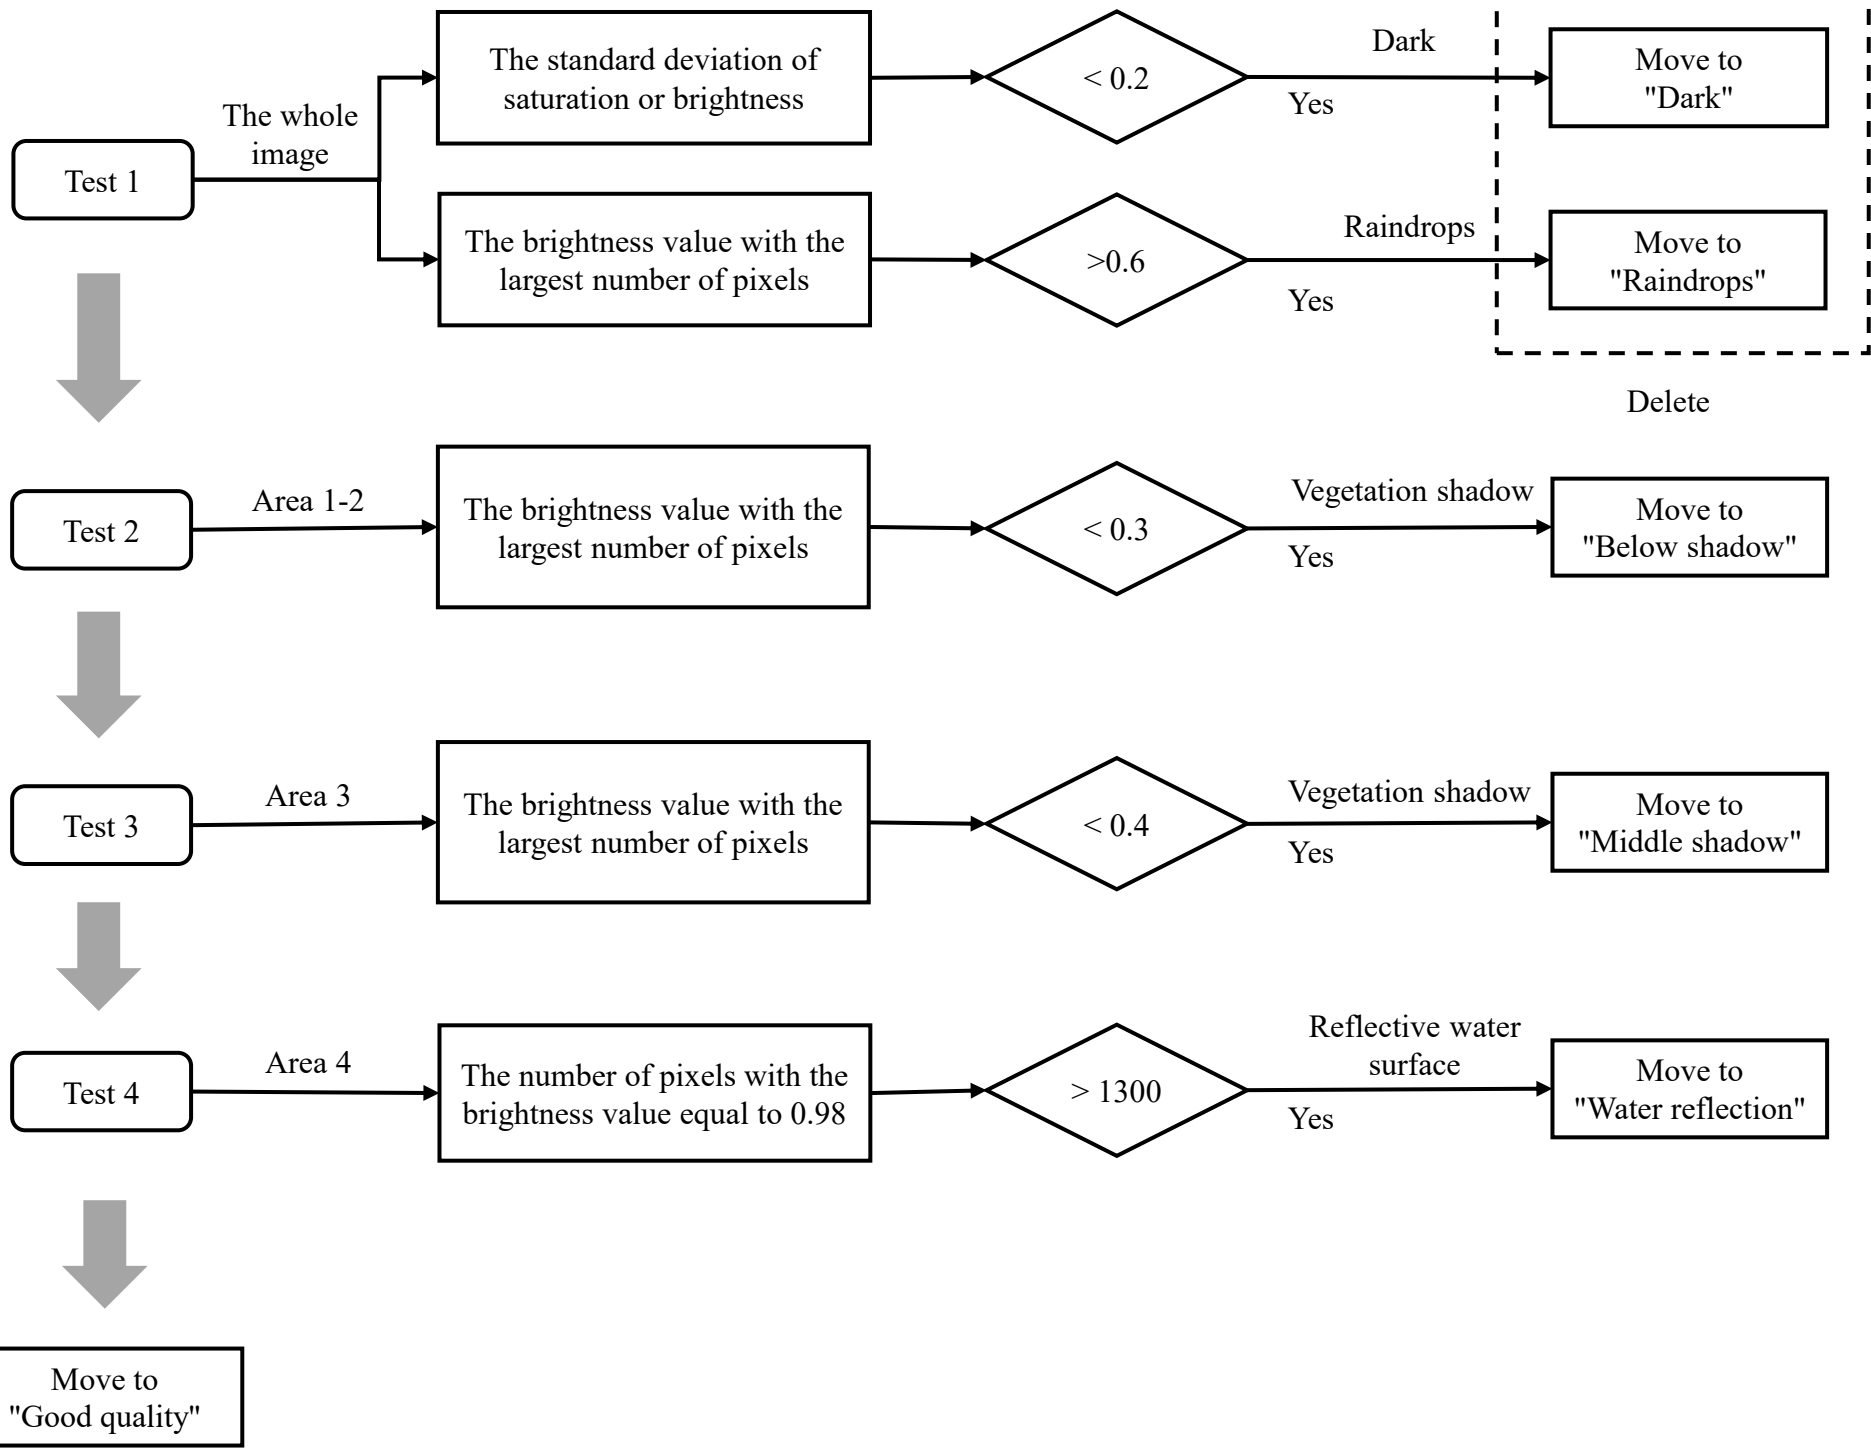 The standard deviation of
saturation or brightness
< 0.2
Dark
Yes
Move to
"Dark"
The whole
image
Test 1
The brightness value with the
largest number of pixels
>0.6
Raindrops
Yes
Move to
"Raindrops"
Delete
Test 2
Area 1-2
The brightness value with the
largest number of pixels
< 0.3
Vegetation shadow
Yes
Move to
"Below shadow"
Test 3
Area 3
The brightness value with the
largest number of pixels
< 0.4
Vegetation shadow
Yes
Move to
"Middle shadow"
Test 4
Area 4
The number of pixels with the
brightness value equal to 0.98
> 1300
Reflective water
surface
Yes
Move to
"Water reflection"
Move to
"Good quality"